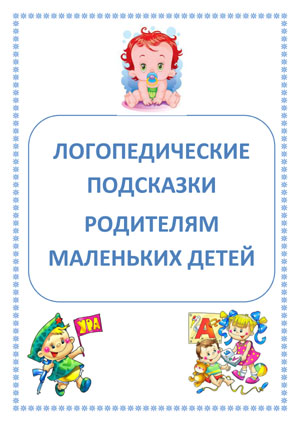 ЛОГОПЕДИЧЕСКИЕ
ПОДСКАЗКИ
РОДИТЕЛЯМ
МАЛЕНЬКИХ ДЕТЕЙ
УРА
А